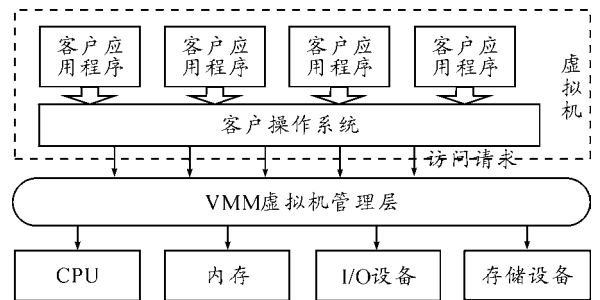 客户应
用程序
客户应
用程序
客户应
用程序
客户应
用程序
虚拟机
客户操作系统
访问请求
VMM虚拟机管理层
CPU
内存
I/O设备
存储设备